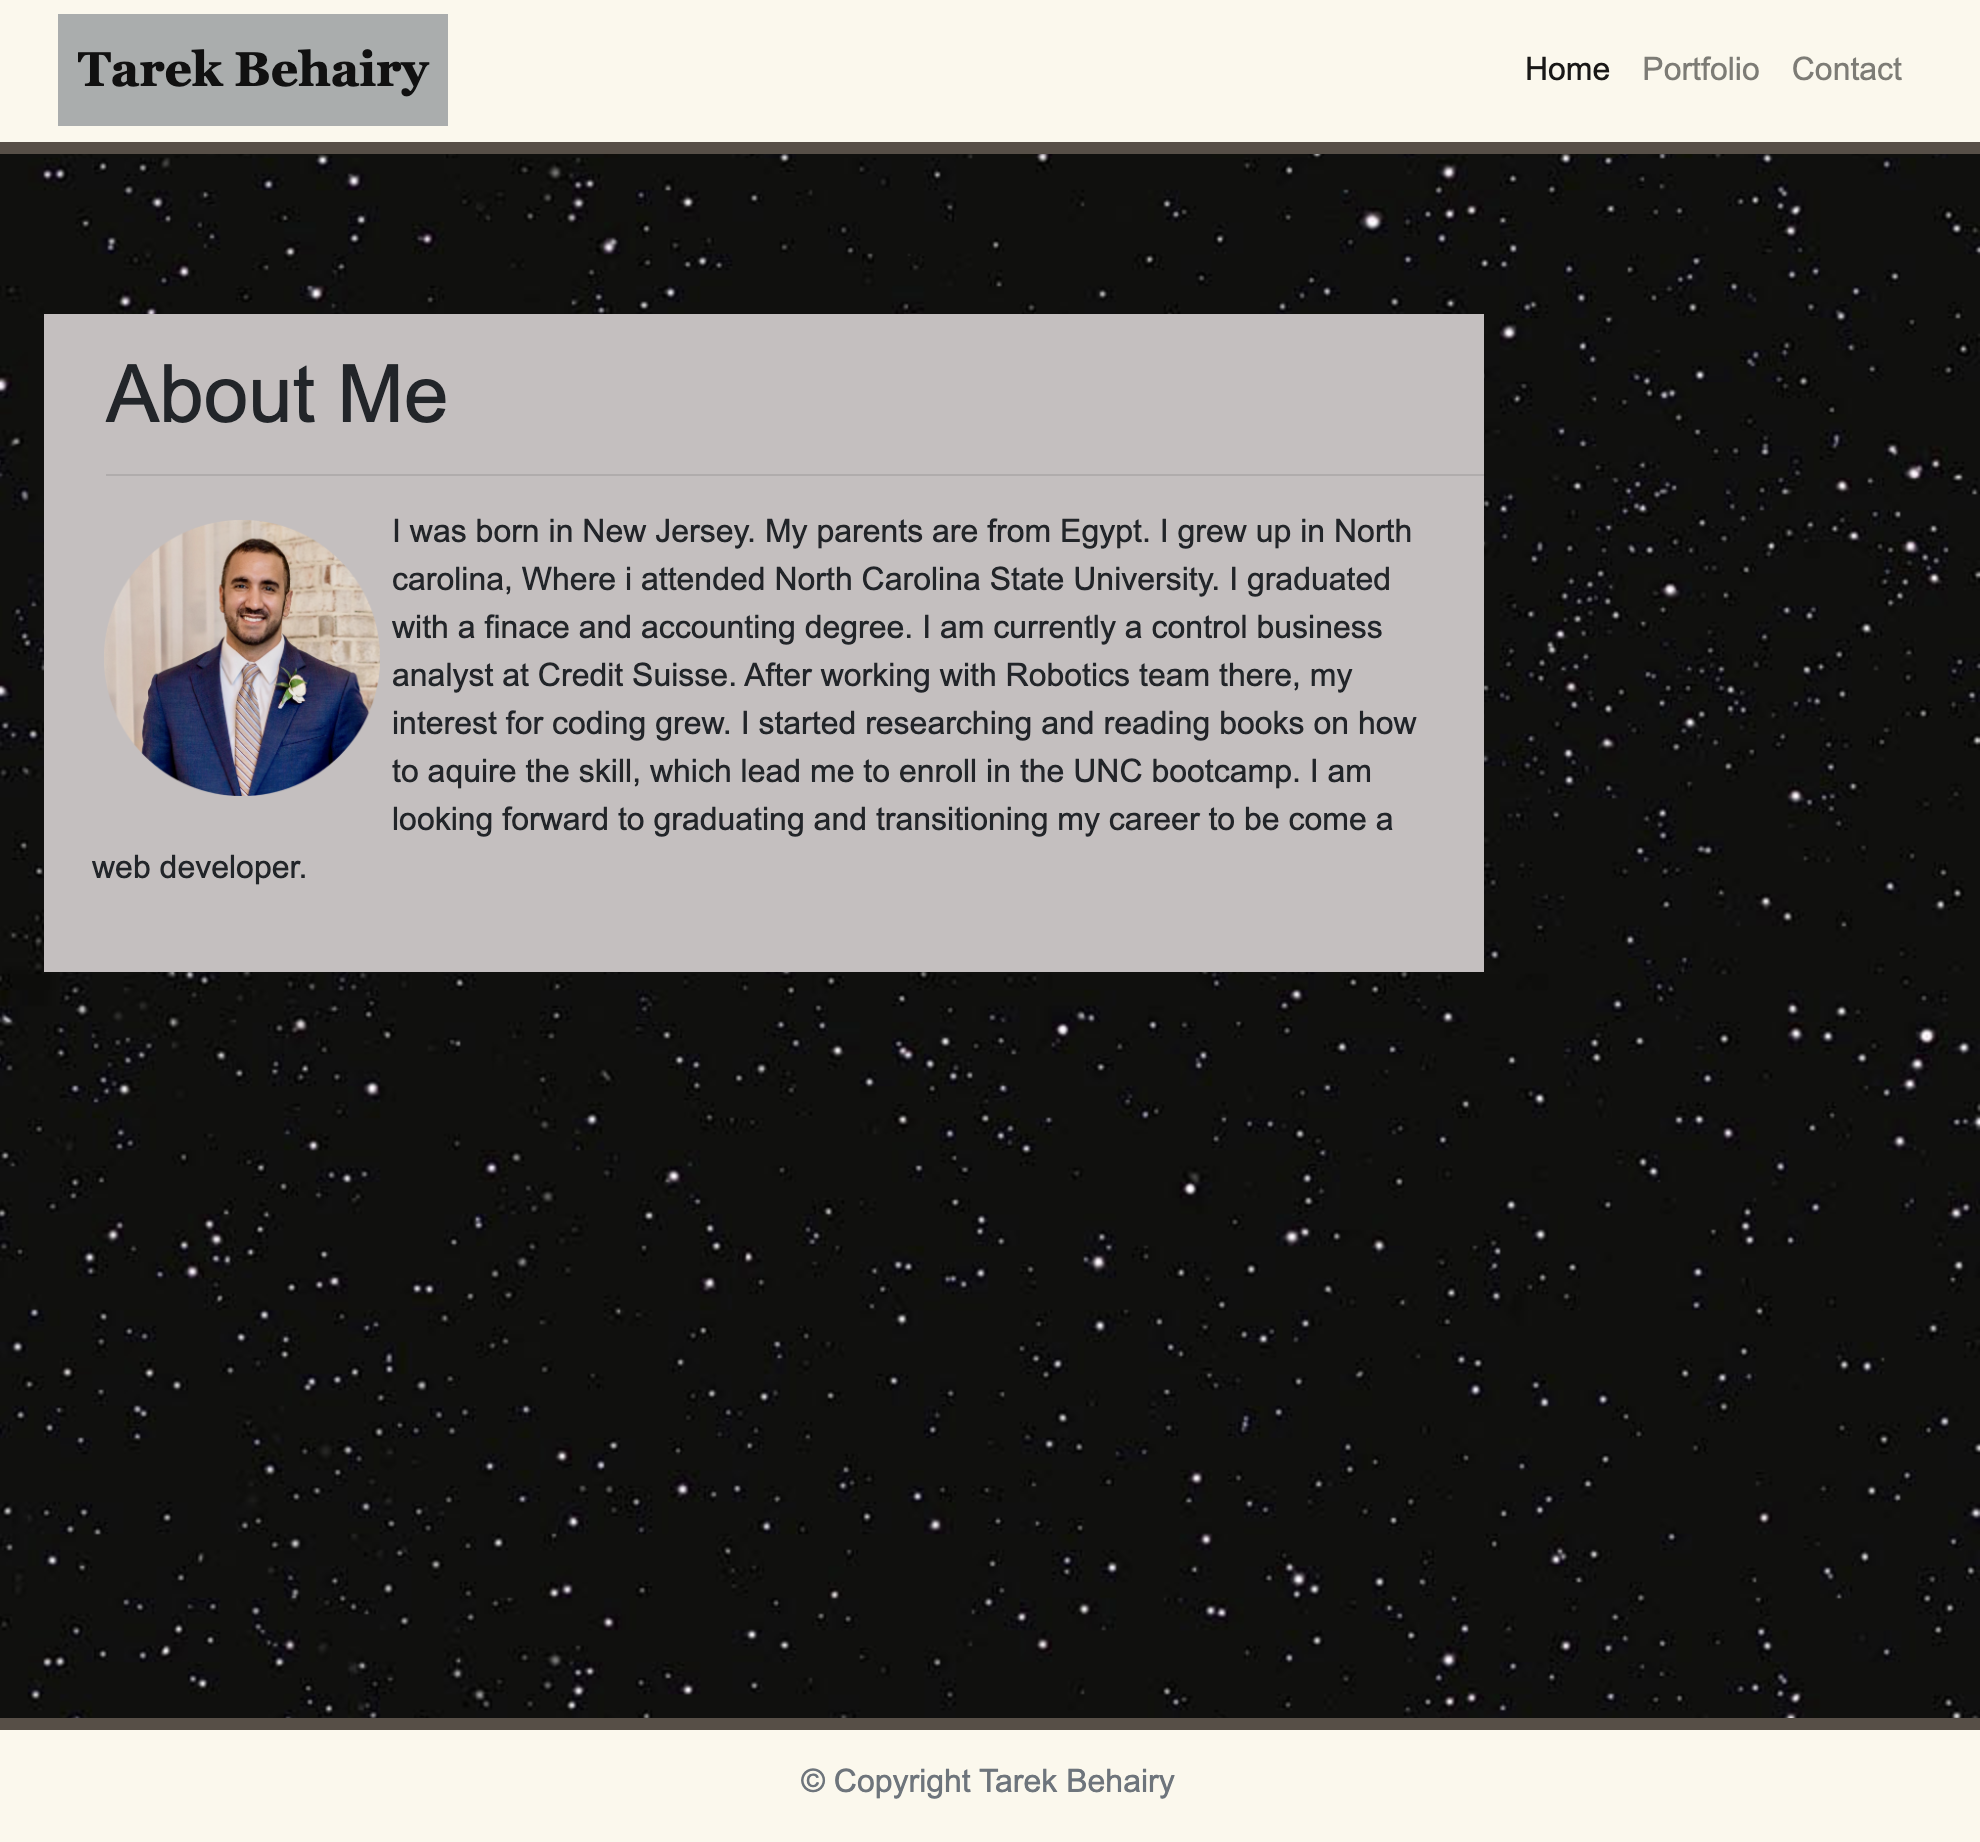 Tarek Behairy
Home Portfolio Contact
About Me
I was born in New Jersey. My parents are from Egypt. I grew up in North
carolina, Where i attended North Carolina State University. I graduated
with a finace and accounting degree. I am currently a control business
analyst at Credit Suisse. After working with Robotics team there, my
interest for coding grew. I started researching and reading books on how
to aquire the skill, which lead me to enroll in the UNC bootcamp. I am
looking forward to graduating and transitioning my career to be come a
web developer.
© Copyright Tarek Behairy